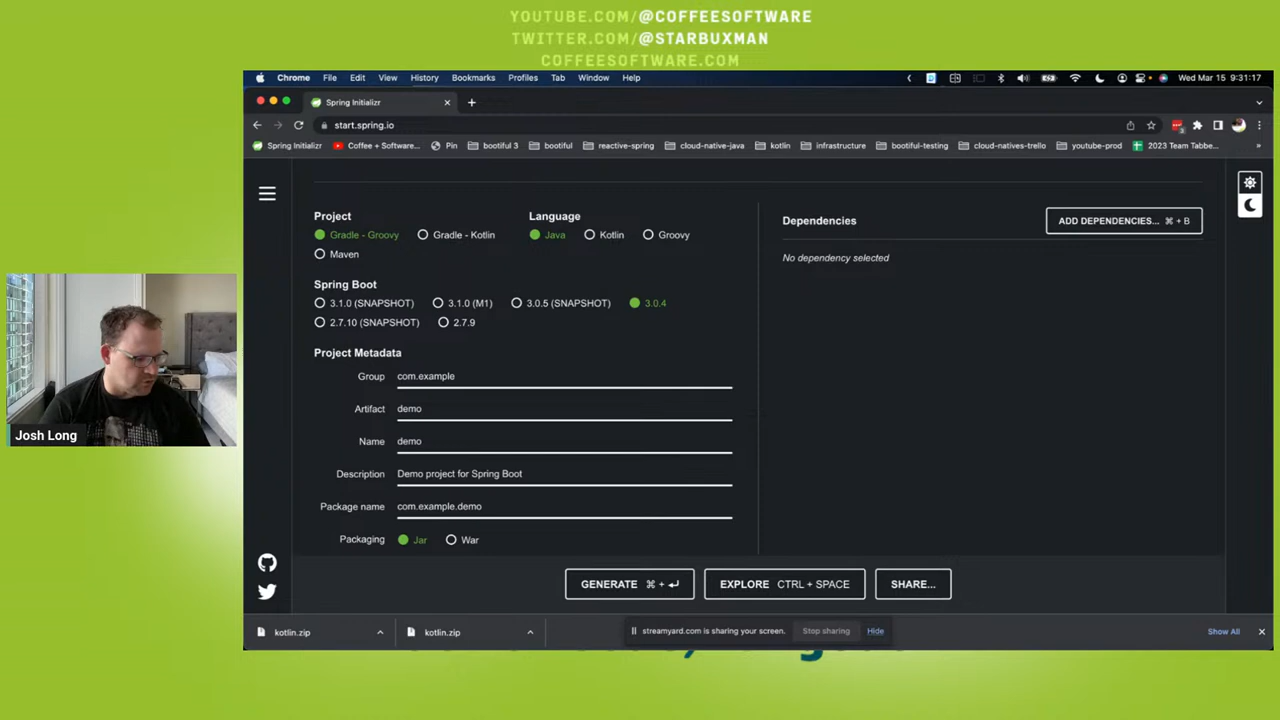 YOUTUBE.COM/@COFFEESOFTWARE
TWITTER.COM/@STARBUXMAN
COFFEESOFTWARE.COM
Chrome File Edit View History Bookmarks Profiles Tab Window Help Wed Mar 15 9:31:17
Spring Initializr
start.spring.io
Spring Initializr Coffee + Software... Pin bootiful 3 bootiful reactive-spring cloud-native-java kotlin infrastructure bootiful-testing cloud-natives-trello youtube-prod 2023 Team Tabbe... »
Project
Gradle - Groovy Gradle - Kotlin
Maven
Language
Java Kotlin Groovy
Spring Boot
3.1.0 (SNAPSHOT) 3.1.0 (M1) 3.0.5 (SNAPSHOT) 3.0.4
2.7.10 (SNAPSHOT) 2.7.9
Project Metadata
Group com.example
Artifact demo
Name demo
Description Demo project for Spring Boot
Package name com.example.demo
Packaging Jar War
Dependencies
ADD DEPENDENCIES... ⌘ + B
No dependency selected
GENERATE ⌘ + ↵
EXPLORE CTRL + SPACE
SHARE...
kotlin.zip
kotlin.zip
streamyard.com is sharing your screen. Stop sharing Hide
Show All
Josh Long